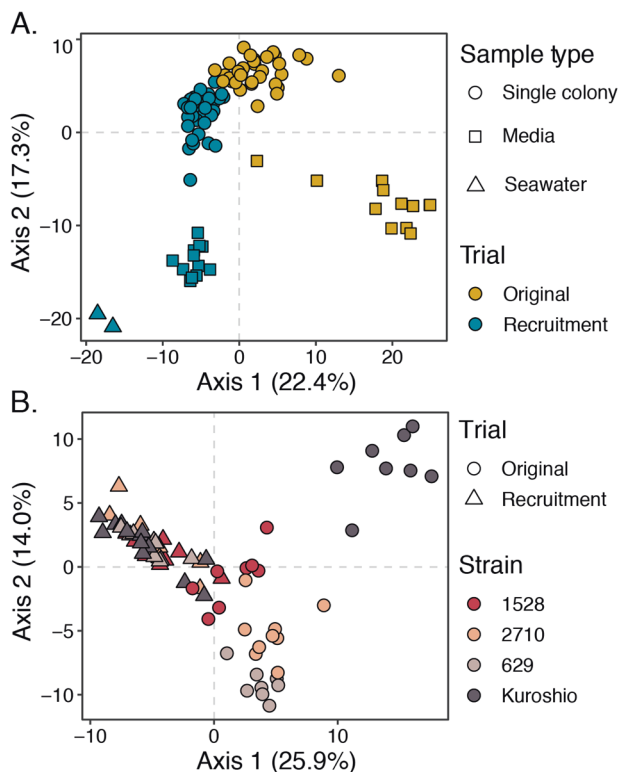 A.
10
0
−10
−20
Axis 2 (17.3%)
−20
−10
0
10
20
Axis 1 (22.4%)
Sample type
Single colony
Media
Seawater
Trial
Original
Recruitment
B.
10
5
0
−5
−10
Axis 2 (14.0%)
−10
0
10
Axis 1 (25.9%)
Trial
Original
Recruitment
Strain
1528
2710
629
Kuroshio